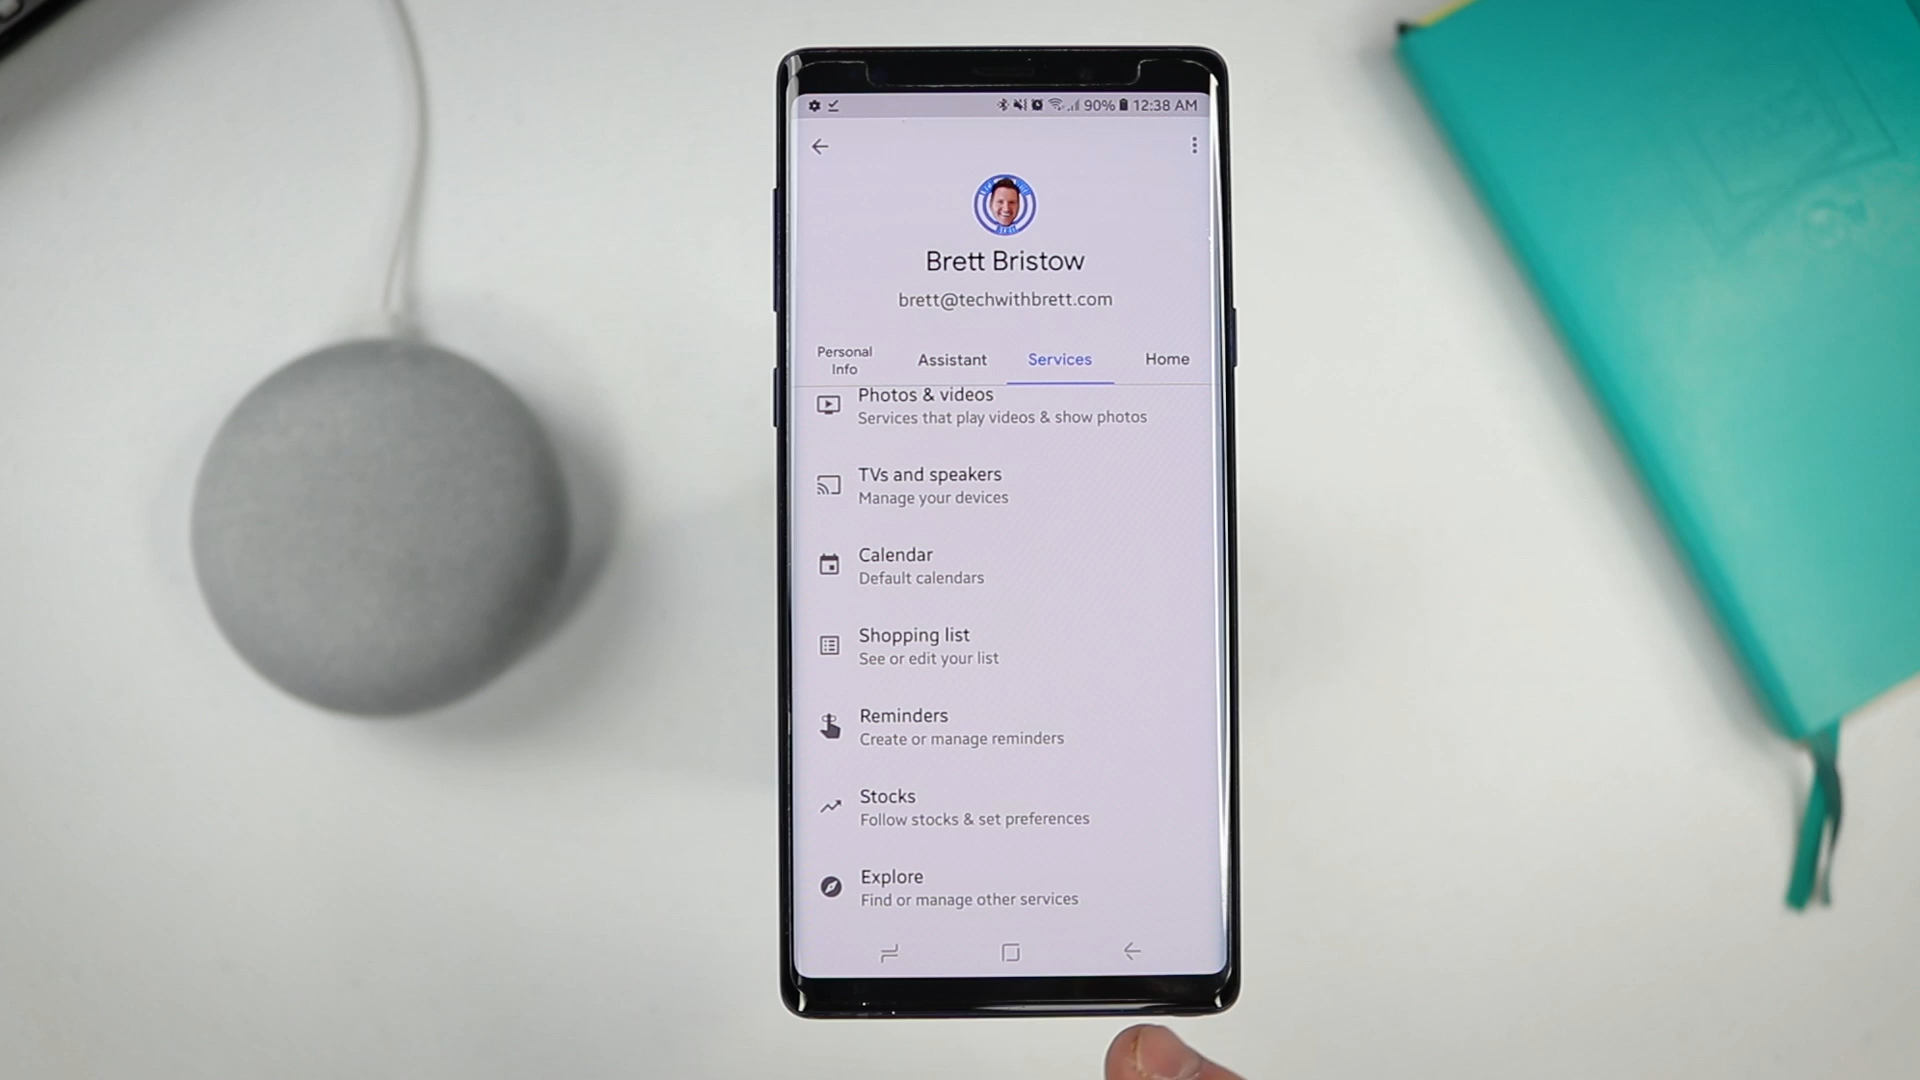 90% 12:38 AM
Brett Bristow
brett@techwithbrett.com
Personal Info
Assistant
Services
Home
Photos & videos
Services that play videos & show photos
TVs and speakers
Manage your devices
Calendar
Default calendars
Shopping list
See or edit your list
Reminders
Create or manage reminders
Stocks
Follow stocks & set preferences
Explore
Find or manage other services